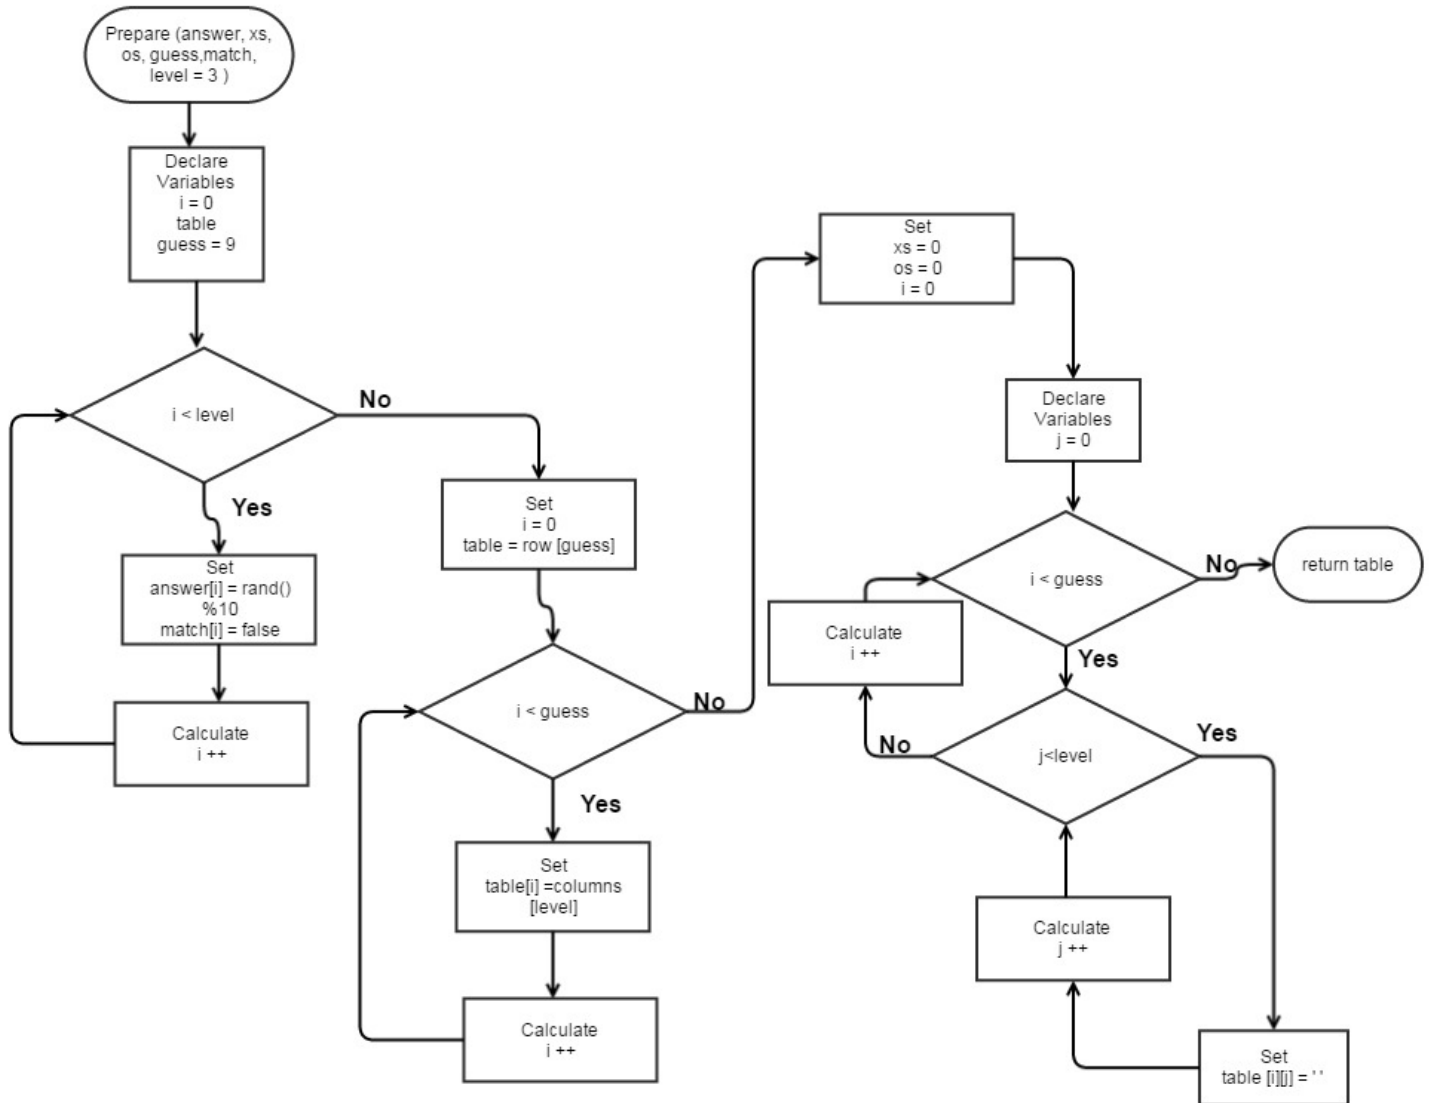 Prepare (answer, xs,
os, guess,match,
level = 3 )
Declare
Variables
i = 0
table
guess = 9
i < level
No
Yes
Set
answer[i] = rand()
%10
match[i] = false
Calculate
i ++
Set
i = 0
table = row [guess]
i < guess
No
Yes
Set
table[i] =columns
[level]
Calculate
i ++
Set
xs = 0
os = 0
i = 0
Declare
Variables
j = 0
i < guess
No
return table
Yes
j<level
No
Calculate
i ++
Yes
Set
table [i][j] = ' '
Calculate
j ++